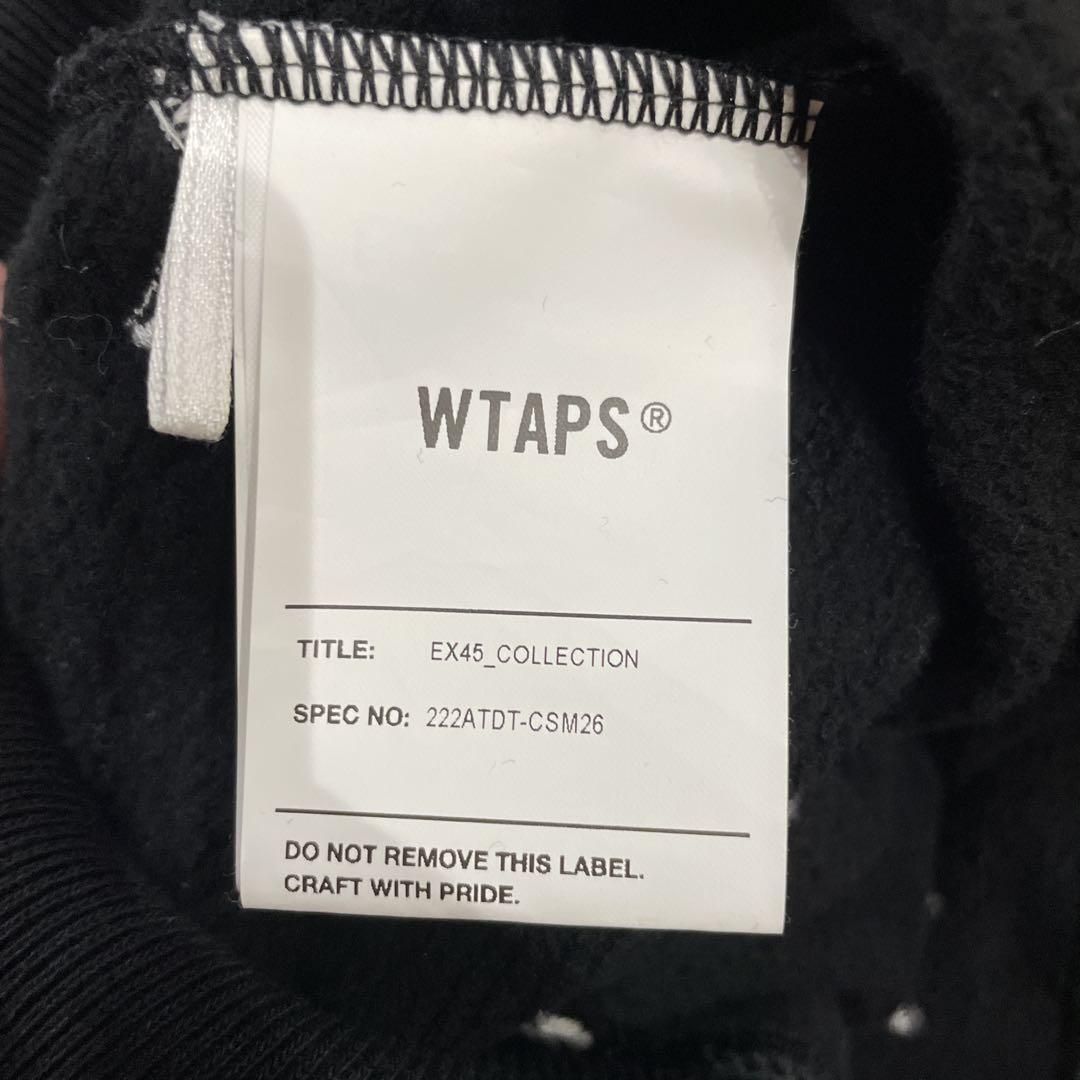 WTAPS®
TITLE: EX45_COLLECTION
SPEC NO: 222ATDT-CSM26
DO NOT REMOVE THIS LABEL.
CRAFT WITH PRIDE.